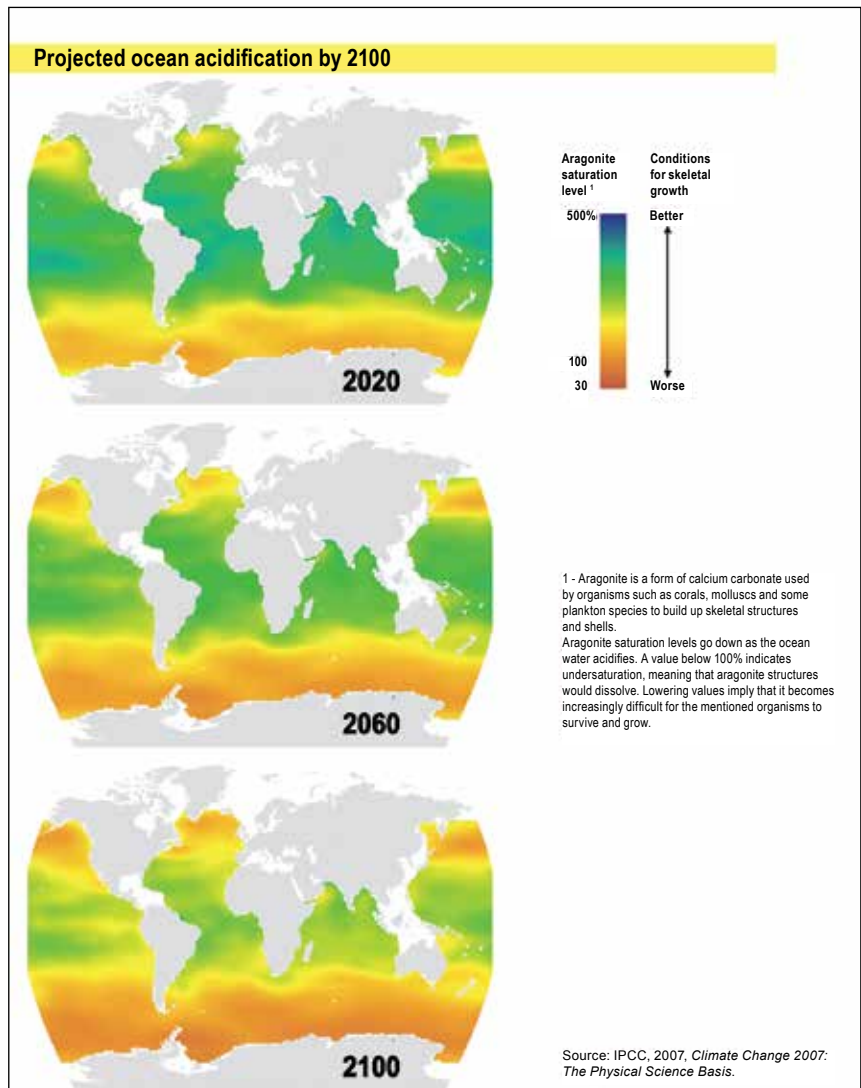 Projected ocean acidification by 2100
Aragonite
saturation
level ¹
Conditions
for skeletal
growth
500%
Better
100
30
Worse
2020
2060
1 - Aragonite is a form of calcium carbonate used
by organisms such as corals, molluscs and some
plankton species to build up skeletal structures
and shells.
Aragonite saturation levels go down as the ocean
water acidifies. A value below 100% indicates
undersaturation, meaning that aragonite structures
would dissolve. Lowering values imply that it becomes
increasingly difficult for the mentioned organisms to
survive and grow.
2100
Source: IPCC, 2007, Climate Change 2007:
The Physical Science Basis.